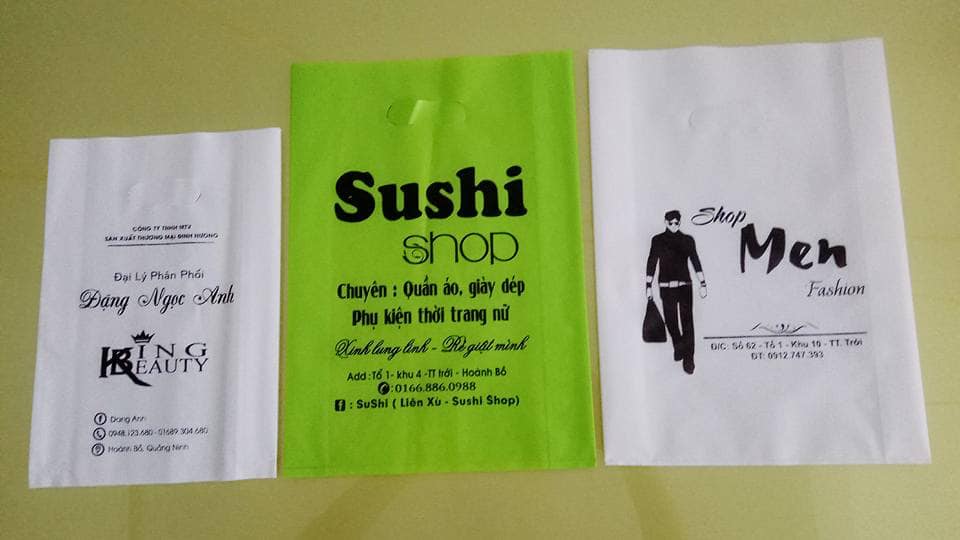 CÔNG TY TNHH MTV
SẢN XUẤT THƯƠNG MẠI ĐINH HƯƠNG
Đại Lý Phân Phối
Đặng Ngọc Anh
KING
BEAUTY
Dang Anh
0948.123.680 - 01689.304.680
Hoành Bồ, Quảng Ninh
Sushi
shop
Chuyên : Quần áo, giày dép
Phụ kiện thời trang nữ
Xinh lung linh - Rẻ giật mình
Add : Tổ 1- khu 4 -TT trới - Hoành Bồ
: 0166.886.0988
: SuShi ( Liên Xù - Sushi Shop)
Shop
Men
Fashion
Đ/C: Số 62 - Tổ 1 - Khu 10 - TT. Trới
ĐT: 0912.747.393